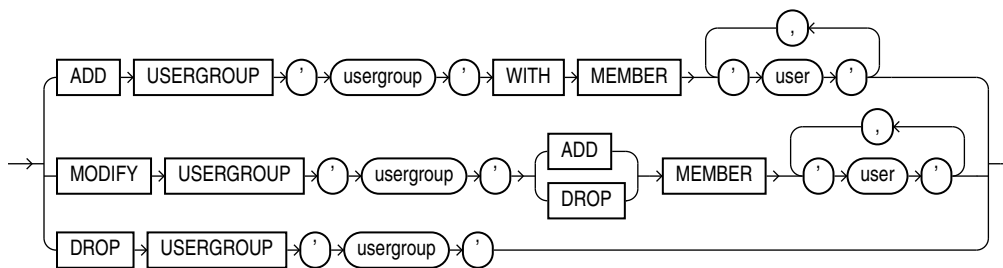 ,
ADD USERGROUP ' usergroup ' WITH MEMBER ' user '
,
ADD
MODIFY USERGROUP ' usergroup ' MEMBER ' user '
DROP
DROP USERGROUP ' usergroup '